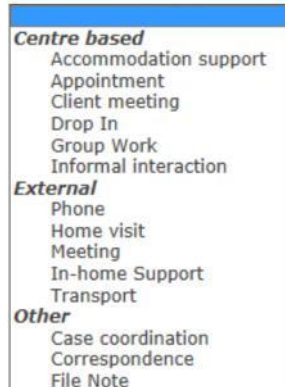 Centre based
Accommodation support
Appointment
Client meeting
Drop In
Group Work
Informal interaction
External
Phone
Home visit
Meeting
In-home Support
Transport
Other
Case coordination
Correspondence
File Note